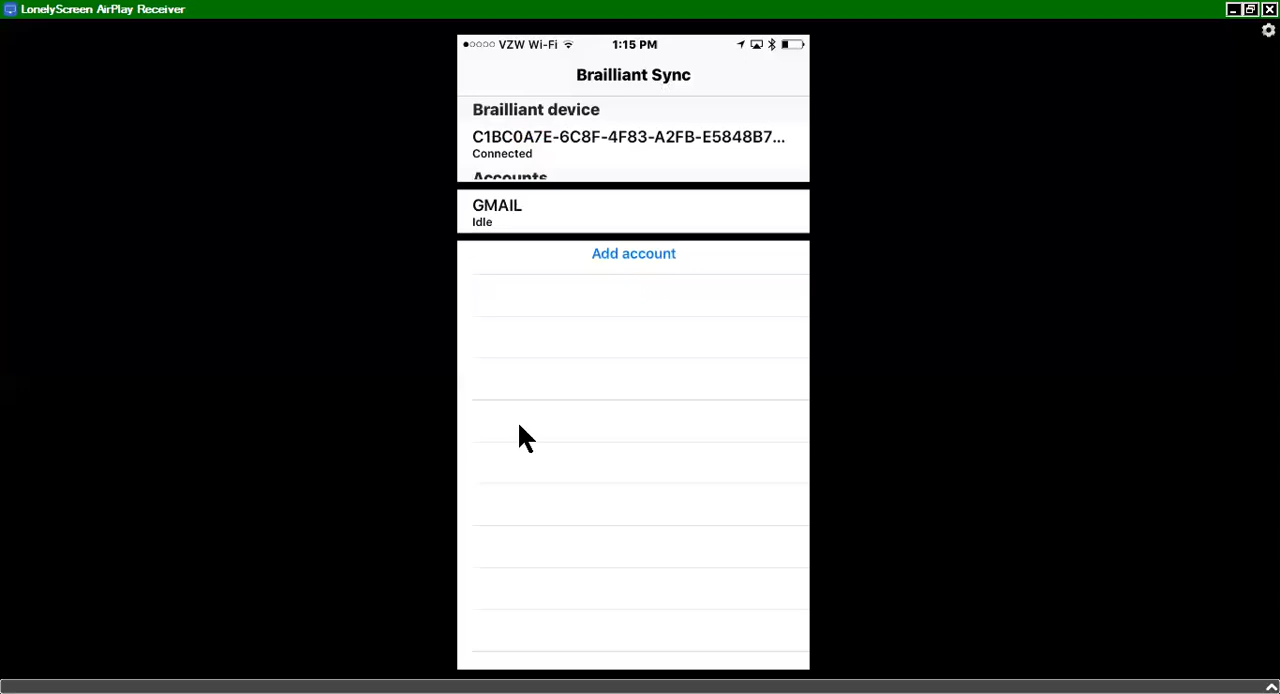 LonelyScreen AirPlay Receiver
VZW Wi-Fi 1:15 PM
Brailliant Sync
Brailliant device
C1BC0A7E-6C8F-4F83-A2FB-E5848B7...
Connected
Accounts
GMAIL
Idle
Add account